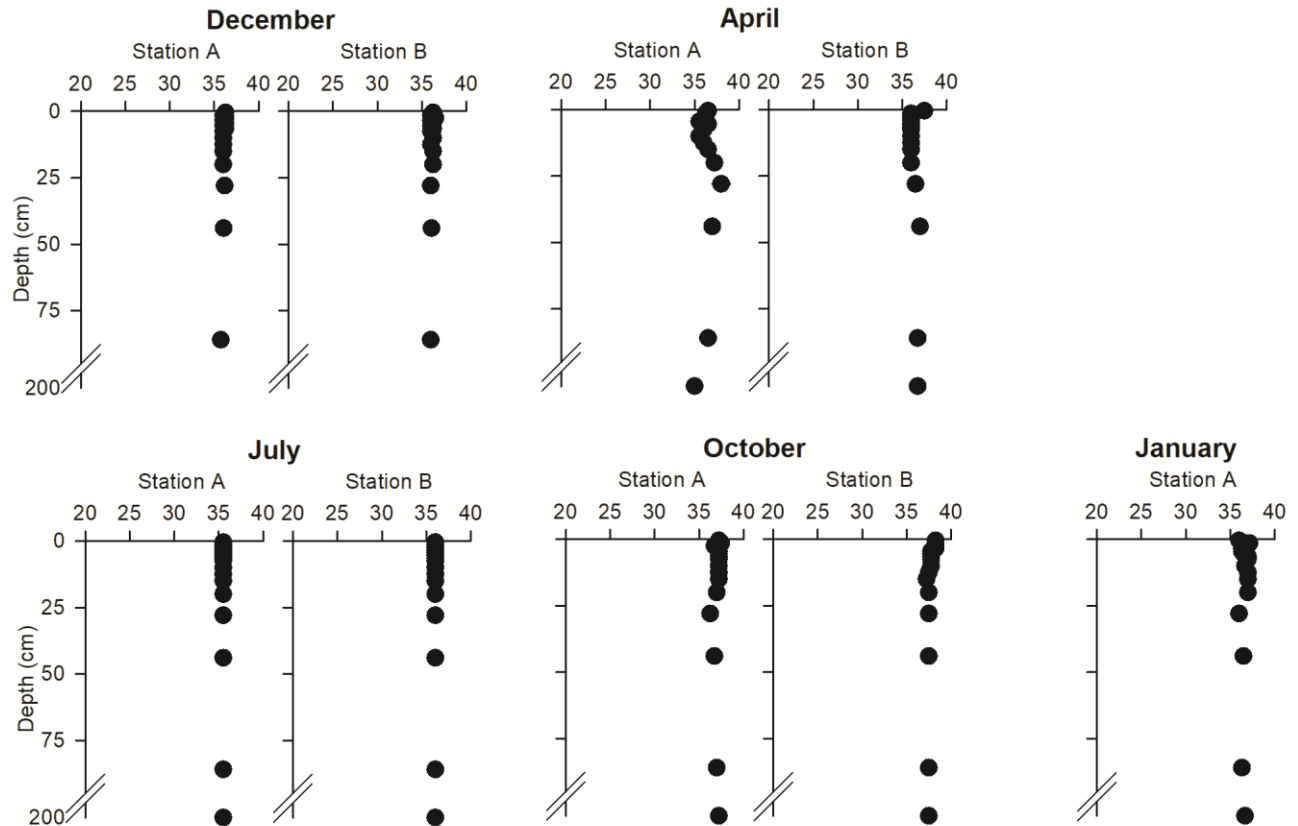 December
April
Station A Station B Station A Station B
20 25 30 35 40 20 25 30 35 40 20 25 30 35 40 20 25 30 35 40
0
25
50
75
200
Depth (cm)
July
October
January
Station A Station B Station A Station B Station A
20 25 30 35 40 20 25 30 35 40 20 25 30 35 40 20 25 30 35 40 20 25 30 35 40
0
25
50
75
200
Depth (cm)